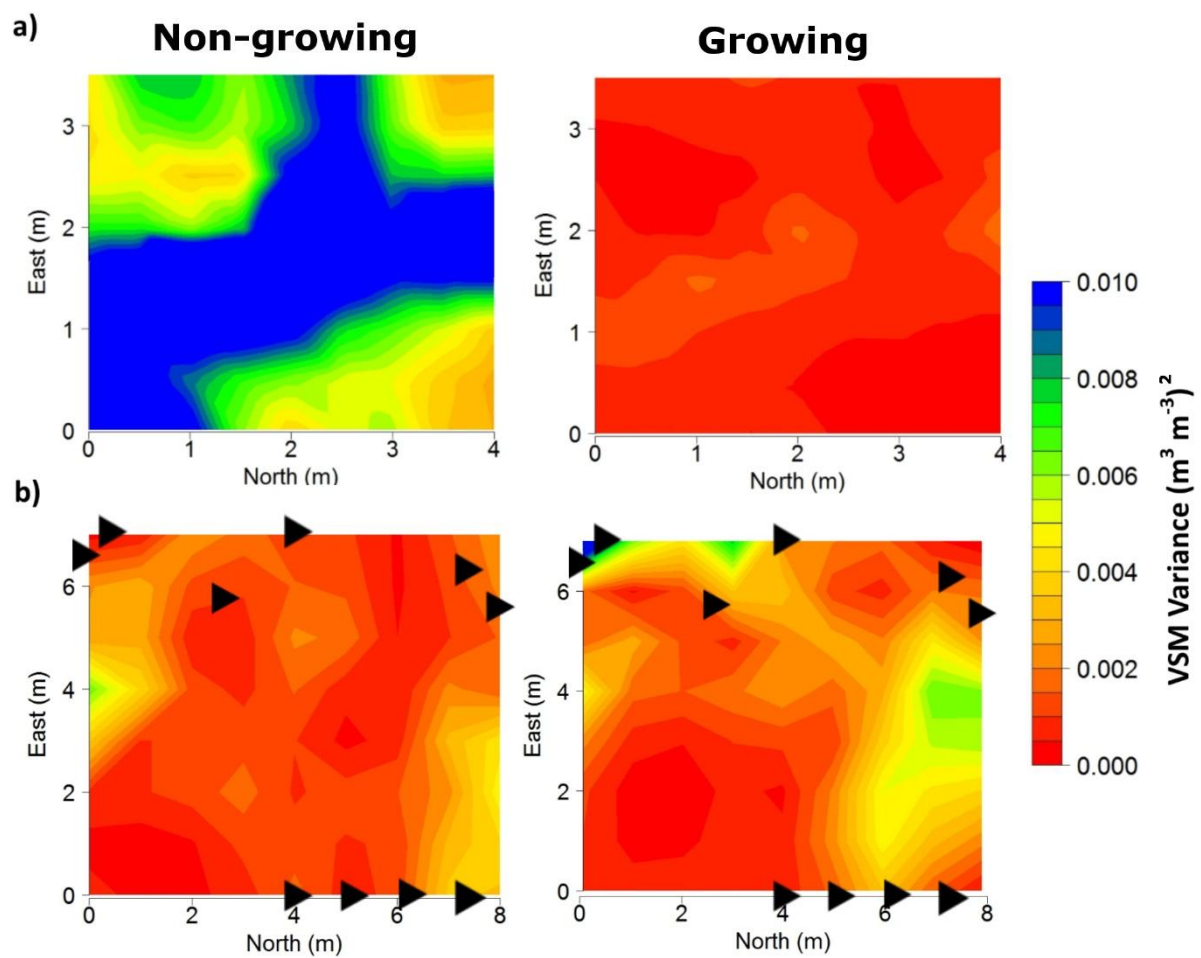 a)
Non-growing
Growing
3
2
1
0
East (m)
0 1 2 3 4
North (m)
3
2
1
0
East (m)
0 1 2 3 4
North (m)
b)
6
4
2
0
East (m)
0 2 4 6 8
North (m)
6
4
2
0
East (m)
0 2 4 6 8
North (m)
0.010
0.008
0.006
0.004
0.002
0.000
VSM Variance (m³ m⁻³)²